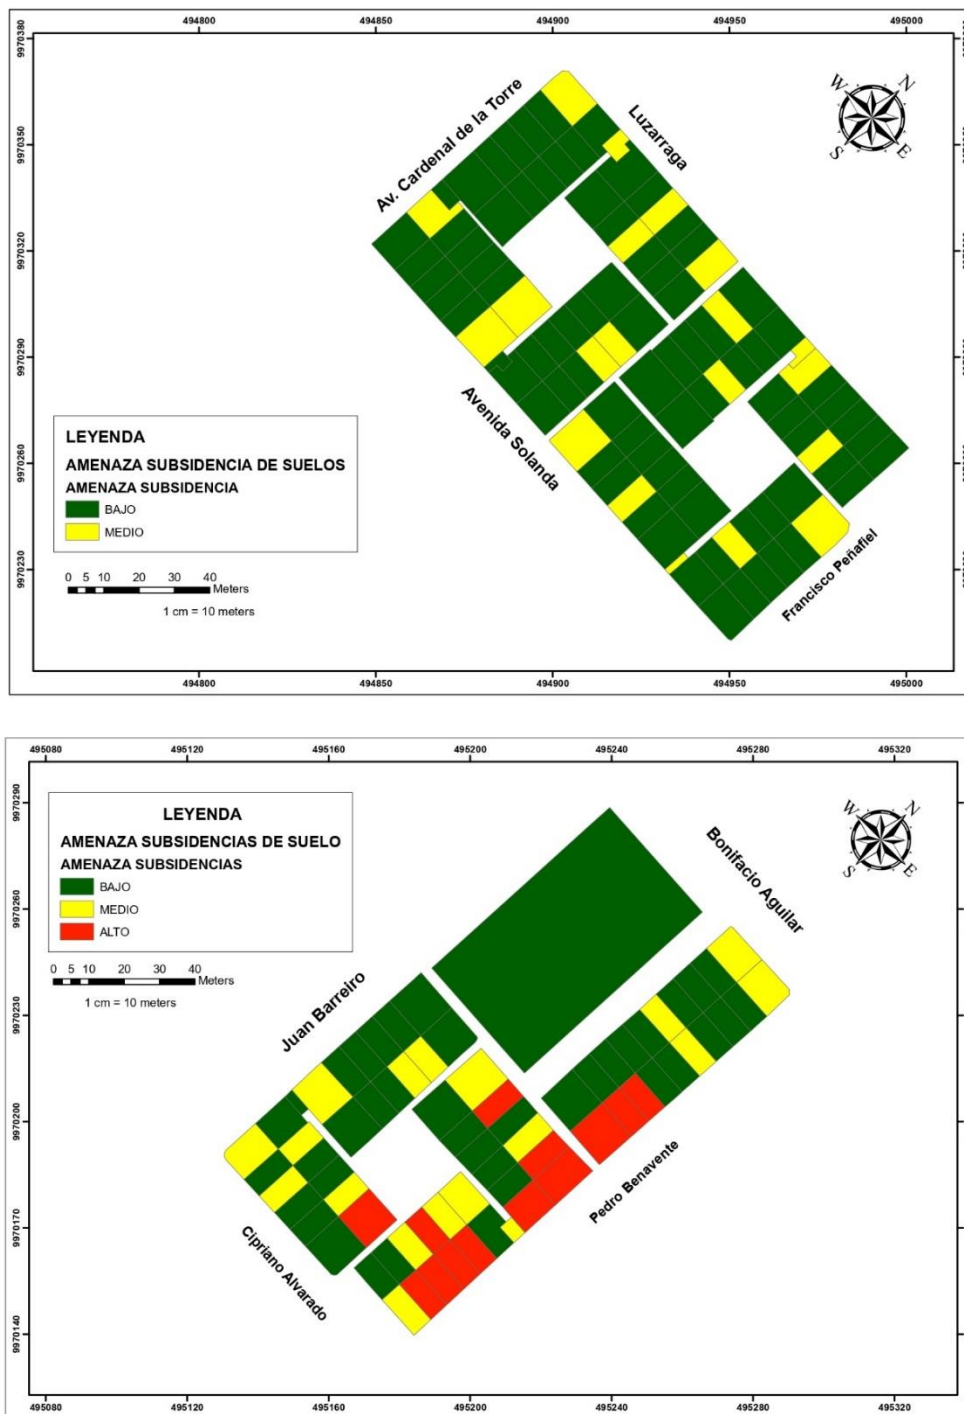 494800 494850 494900 494950 495000
9970380
9970350
9970320
9970290
9970260
9970230
Av. Cardenal de la Torre
Luzarraga
W N
S E
Avenida Solanda
Francisco Peñafiel
LEYENDA
AMENAZA SUBSIDENCIA DE SUELOS
AMENAZA SUBSIDENCIA
BAJO
MEDIO
0 5 10 20 30 40
Meters
1 cm = 10 meters
494800 494850 494900 494950 495000
495080 495120 495160 495200 495240 495280 495320
9970290
9970260
9970230
9970200
9970170
9970140
LEYENDA
AMENAZA SUBSIDENCIAS DE SUELO
AMENAZA SUBSIDENCIAS
BAJO
MEDIO
ALTO
0 5 10 20 30 40
Meters
1 cm = 10 meters
W N
S E
Bonifacio Aguilar
Juan Barreiro
Pedro Benavente
Cipriano Alvarado
495080 495120 495160 495200 495240 495280 495320